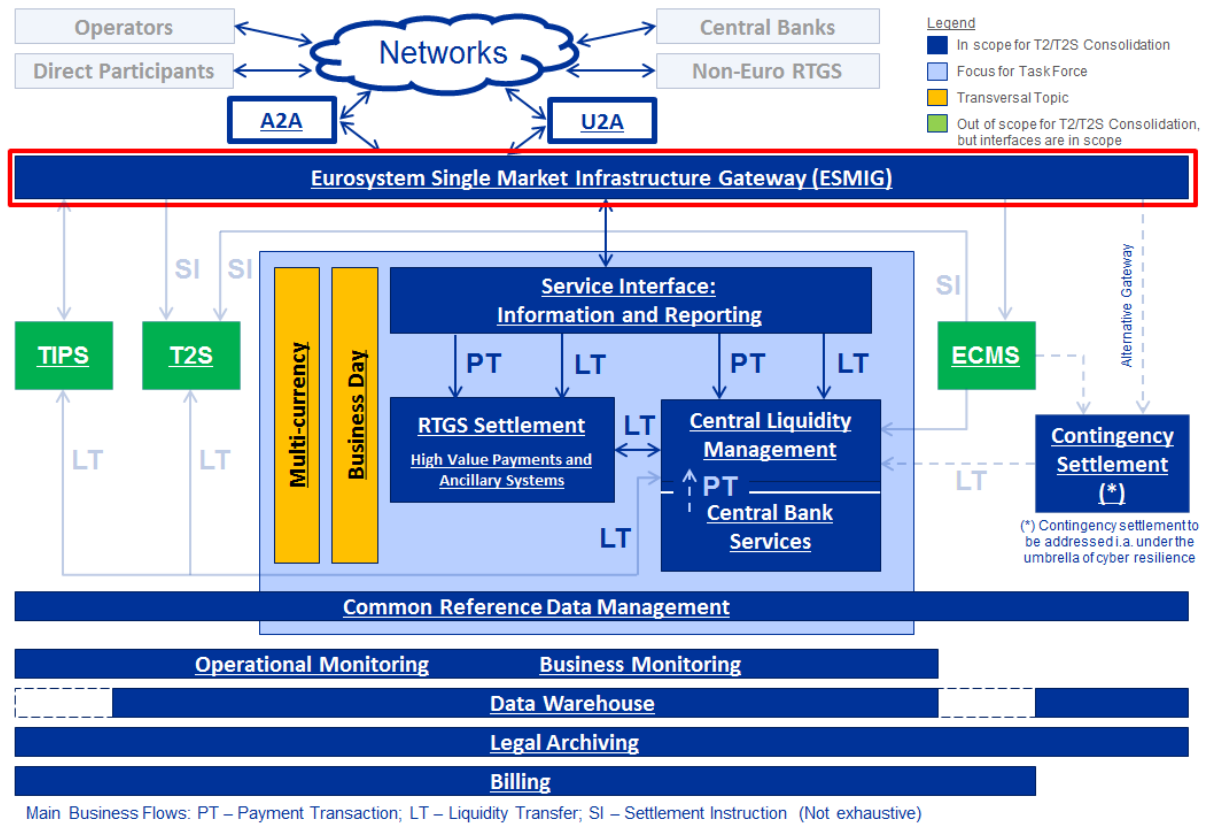 Operators
Direct Participants
Networks
Central Banks
Non-Euro RTGS
Legend
In scope for T2/T2S Consolidation
Focus for Task Force
Transversal Topic
Out of scope for T2/T2S Consolidation,
but interfaces are in scope
A2A
U2A
Eurosystem Single Market Infrastructure Gateway (ESMIG)
SI
SI
SI
Alternative Gateway
TIPS
T2S
Multi-currency
Business Day
Service Interface:
Information and Reporting
PT
LT
PT
LT
ECMS
RTGS Settlement
High Value Payments and
Ancillary Systems
LT
Central Liquidity
Management
PT
Central Bank
Services
LT
LT
LT
LT
Contingency
Settlement
(*)
(*) Contingency settlement to
be addressed i.a. under the
umbrella of cyber resilience
Common Reference Data Management
Operational Monitoring
Business Monitoring
Data Warehouse
Legal Archiving
Billing
Main Business Flows: PT – Payment Transaction; LT – Liquidity Transfer; SI – Settlement Instruction (Not exhaustive)